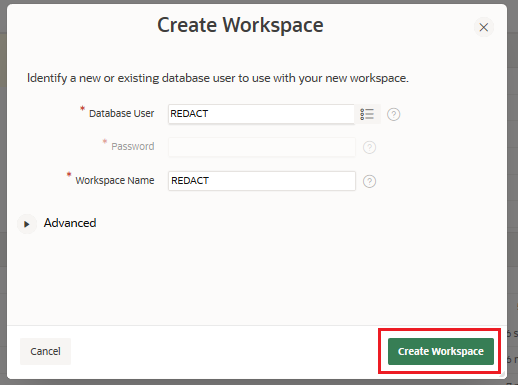 Create Workspace
Identify a new or existing database user to use with your new workspace.
* Database User REDACT
* Password
* Workspace Name REDACT
Advanced
Cancel Create Workspace